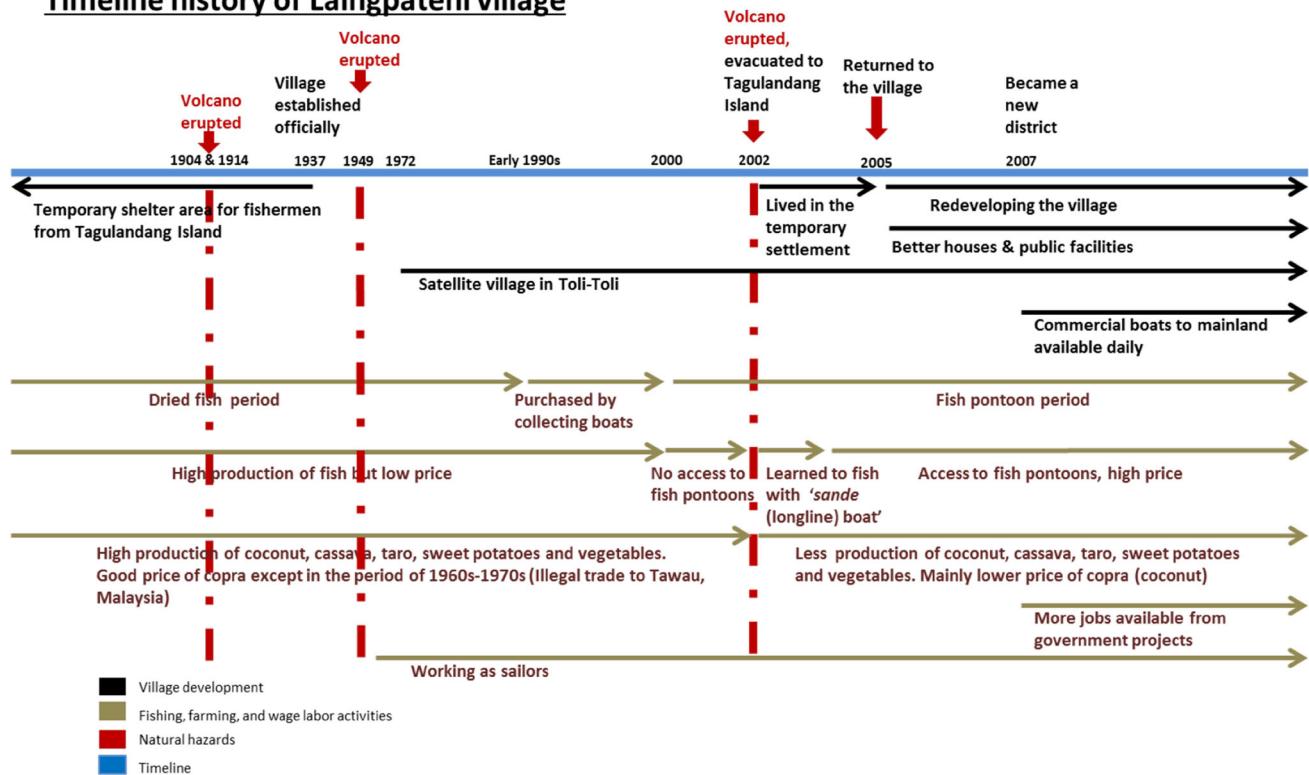 Timeline history of Laingpatehi village
Volcano
erupted
Village
established
officially
Volcano
erupted
Volcano
erupted,
evacuated to
Tagulandang
Island
Returned to
the village
Became a
new
district
1904 & 1914
1937
1949
1972
Early 1990s
2000
2002
2005
2007
Temporary shelter area for fishermen
from Tagulandang Island
Lived in the
temporary
settlement
Redeveloping the village
Better houses & public facilities
Satellite village in Toli-Toli
Commercial boats to mainland
available daily
Dried fish period
Purchased by
collecting boats
Fish pontoon period
High production of fish but low price
No access to
fish pontoons
Learned to fish
with ‘sande
(longline) boat’
Access to fish pontoons, high price
High production of coconut, cassava, taro, sweet potatoes and vegetables.
Good price of copra except in the period of 1960s-1970s (Illegal trade to Tawau,
Malaysia)
Less production of coconut, cassava, taro, sweet potatoes
and vegetables. Mainly lower price of copra (coconut)
More jobs available from
government projects
Working as sailors
Village development
Fishing, farming, and wage labor activities
Natural hazards
Timeline